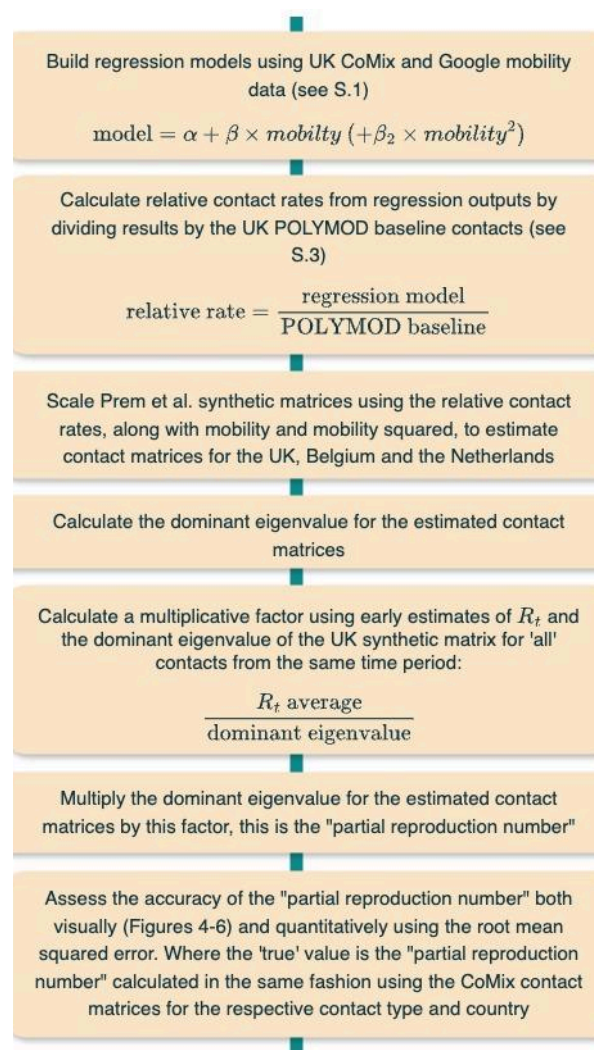 Build regression models using UK CoMix and Google mobility
data (see S.1)
model = α + β × mobilty (+β₂ × mobility²)
Calculate relative contact rates from regression outputs by
dividing results by the UK POLYMOD baseline contacts (see
S.3)
relative rate = regression model / POLYMOD baseline
Scale Prem et al. synthetic matrices using the relative contact
rates, along with mobility and mobility squared, to estimate
contact matrices for the UK, Belgium and the Netherlands
Calculate the dominant eigenvalue for the estimated contact
matrices
Calculate a multiplicative factor using early estimates of Rₜ and
the dominant eigenvalue of the UK synthetic matrix for 'all'
contacts from the same time period:
Rₜ average
dominant eigenvalue
Multiply the dominant eigenvalue for the estimated contact
matrices by this factor, this is the "partial reproduction number"
Assess the accuracy of the "partial reproduction number" both
visually (Figures 4-6) and quantitatively using the root mean
squared error. Where the 'true' value is the "partial reproduction
number" calculated in the same fashion using the CoMix contact
matrices for the respective contact type and country